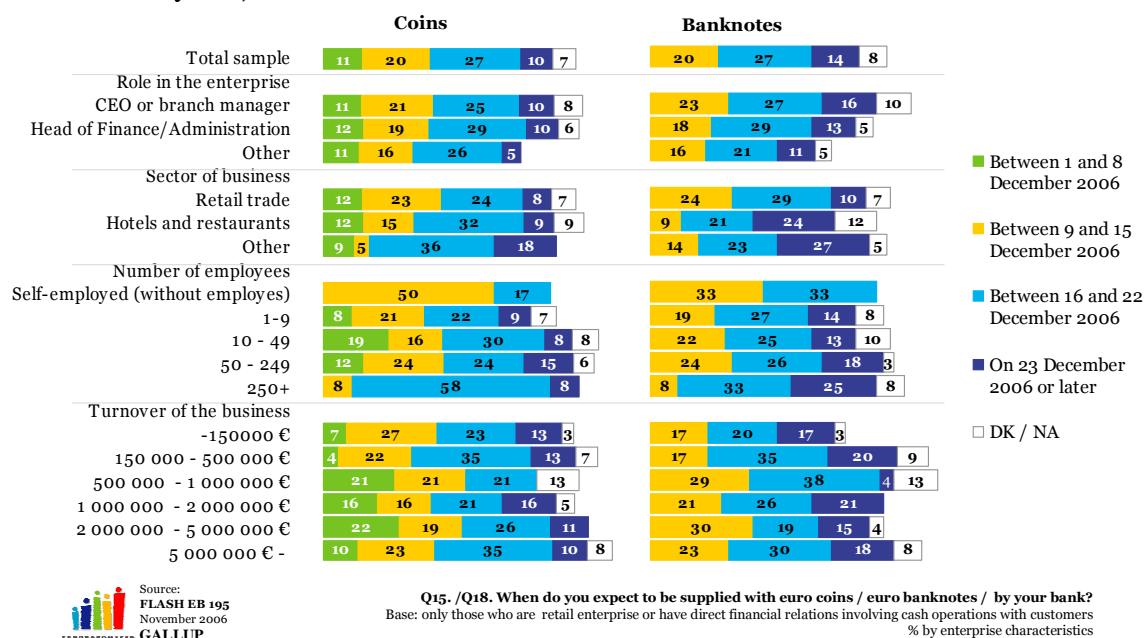 Coins Banknotes
Total sample 11 20 27 10 7 20 27 14 8
Role in the enterprise
CEO or branch manager 11 21 25 10 8 23 27 16 10
Head of Finance/Administration 12 19 29 10 6 18 29 13 5
Other 11 16 26 5 16 21 11 5
Sector of business
Retail trade 12 23 24 8 7 24 29 10 7
Hotels and restaurants 12 15 32 9 9 9 21 24 12
Other 9 5 36 18 14 23 27 5
Number of employees
Self-employed (without employes) 50 17 33 33
1-9 8 21 22 9 7 19 27 14 8
10 - 49 19 16 30 8 8 22 25 13 10
50 - 249 12 24 24 15 6 24 26 18 3
250+ 8 58 8 8 33 25 8
Turnover of the business
-150000 € 7 27 23 13 3 17 20 17 3
150 000 - 500 000 € 4 22 35 13 7 17 35 20 9
500 000 - 1 000 000 € 21 21 21 13 29 38 4 13
1 000 000 - 2 000 000 € 16 16 21 16 5 21 26 21
2 000 000 - 5 000 000 € 22 19 26 11 30 19 15 4
5 000 000 € - 10 23 35 10 8 23 30 18 8
Between 1 and 8
December 2006
Between 9 and 15
December 2006
Between 16 and 22
December 2006
On 23 December
2006 or later
DK / NA
Source:
FLASH EB 195
November 2006
GALLUP
Q15. /Q18. When do you expect to be supplied with euro coins / euro banknotes / by your bank?
Base: only those who are retail enterprise or have direct financial relations involving cash operations with customers
% by enterprise characteristics